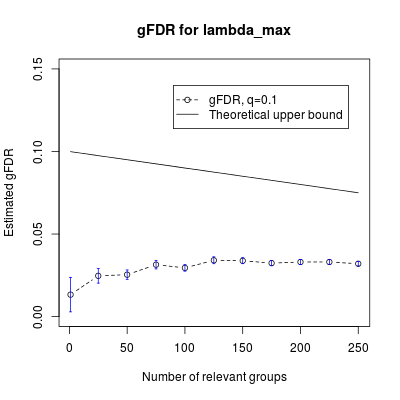 gFDR for lambda_max
0.15
0.10
0.05
0.00
Estimated gFDR
gFDR, q=0.1
Theoretical upper bound
0 50 100 150 200 250
Number of relevant groups